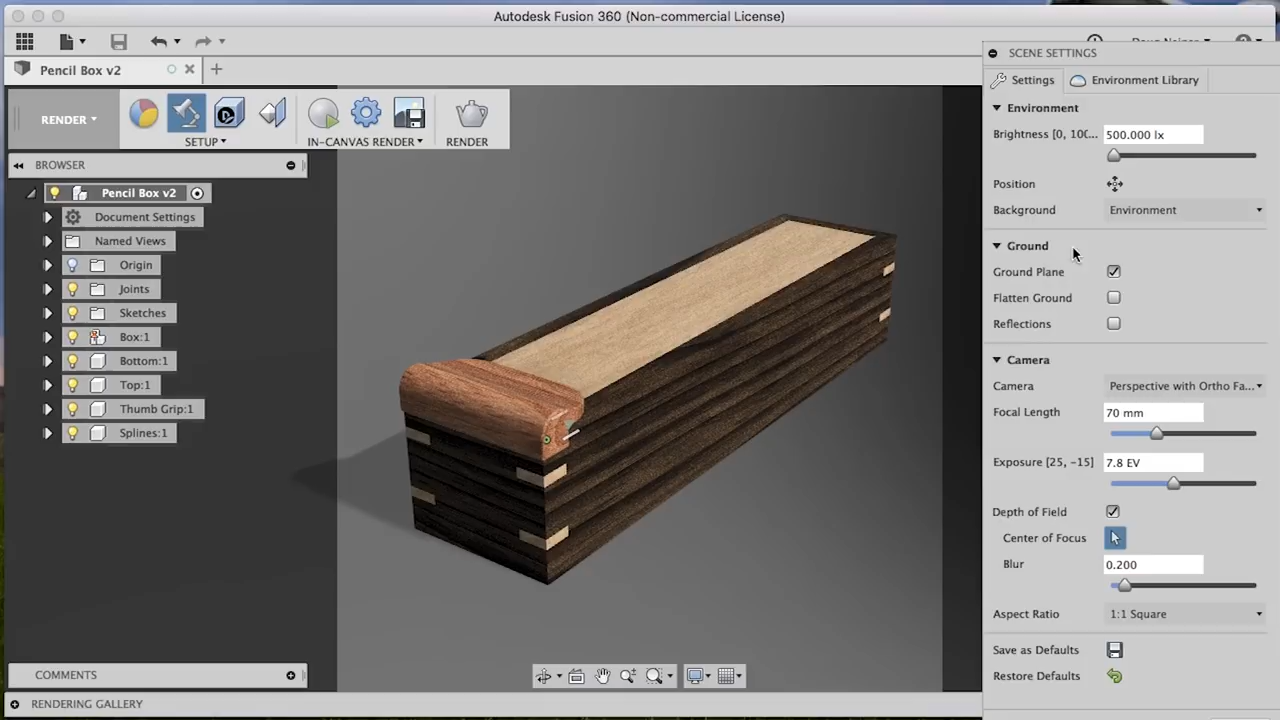 Autodesk Fusion 360 (Non-commercial License)
Pencil Box v2
RENDER
SETUP
IN-CANVAS RENDER
RENDER
BROWSER
Pencil Box v2
Document Settings
Named Views
Origin
Joints
Sketches
Box:1
Bottom:1
Top:1
Thumb Grip:1
Splines:1
COMMENTS
RENDERING GALLERY
SCENE SETTINGS
Settings
Environment Library
Environment
Brightness [0, 10(...
500.000 lx
Position
Background
Environment
Ground
Ground Plane
Flatten Ground
Reflections
Camera
Camera
Perspective with Ortho Fa...
Focal Length
70 mm
Exposure [25, -15]
7.8 EV
Depth of Field
Center of Focus
Blur
0.200
Aspect Ratio
1:1 Square
Save as Defaults
Restore Defaults